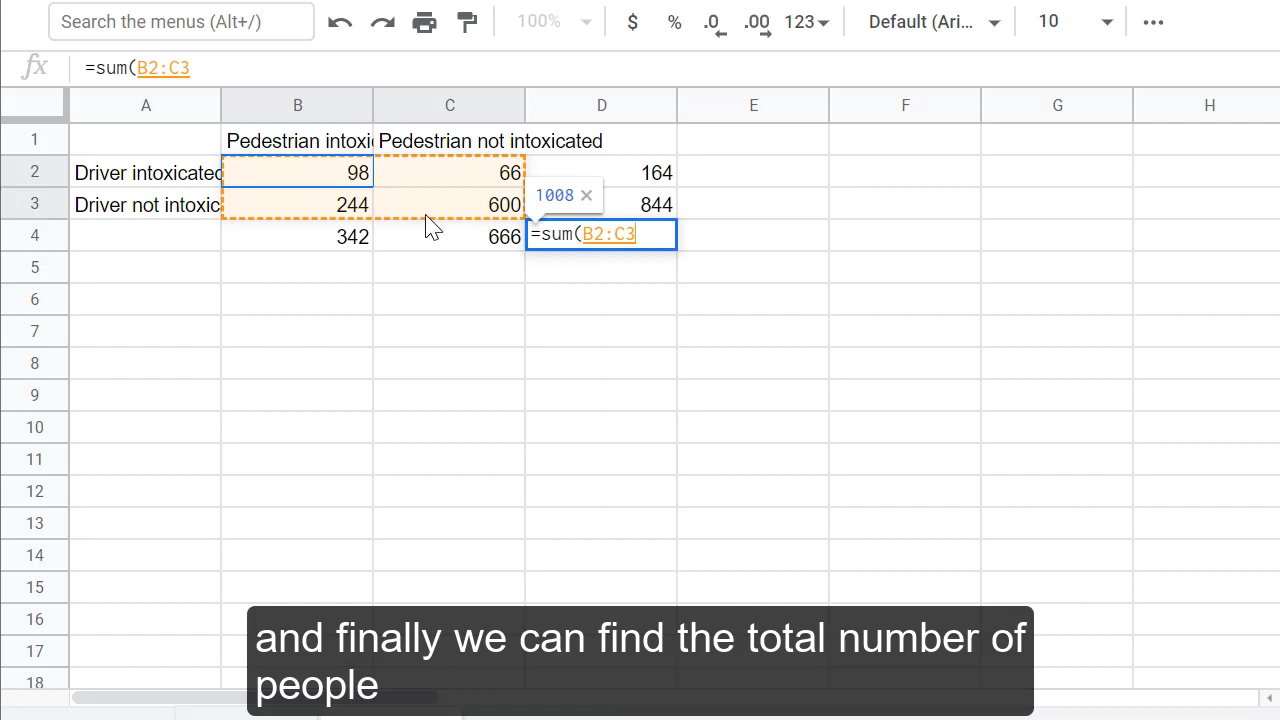 Search the menus (Alt+/) 100% $ % .0 .00 123 Default (Ari... 10 ...
fx =sum(B2:C3
A B C D E F G H
1 Pedestrian intoxic Pedestrian not intoxicated
2 Driver intoxicated 98 66 164
1008 ×
3 Driver not intoxic 244 600 844
4 342 666 =sum(B2:C3
5
6
7
8
9
10
11
12
13
14
15
16
17
18
and finally we can find the total number of
people